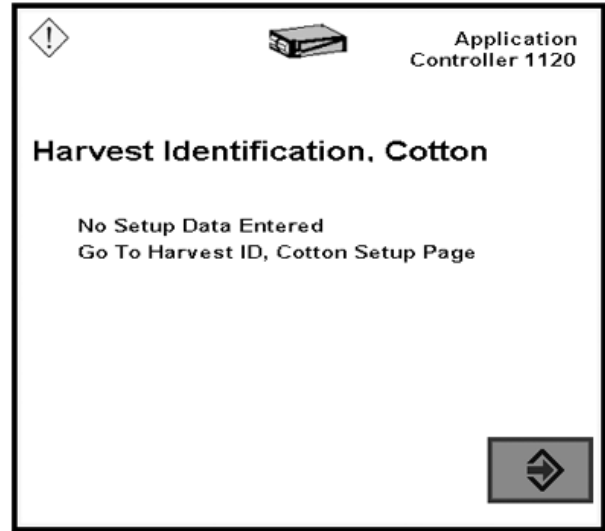 Application
Controller 1120
Harvest Identification, Cotton
No Setup Data Entered
Go To Harvest ID, Cotton Setup Page